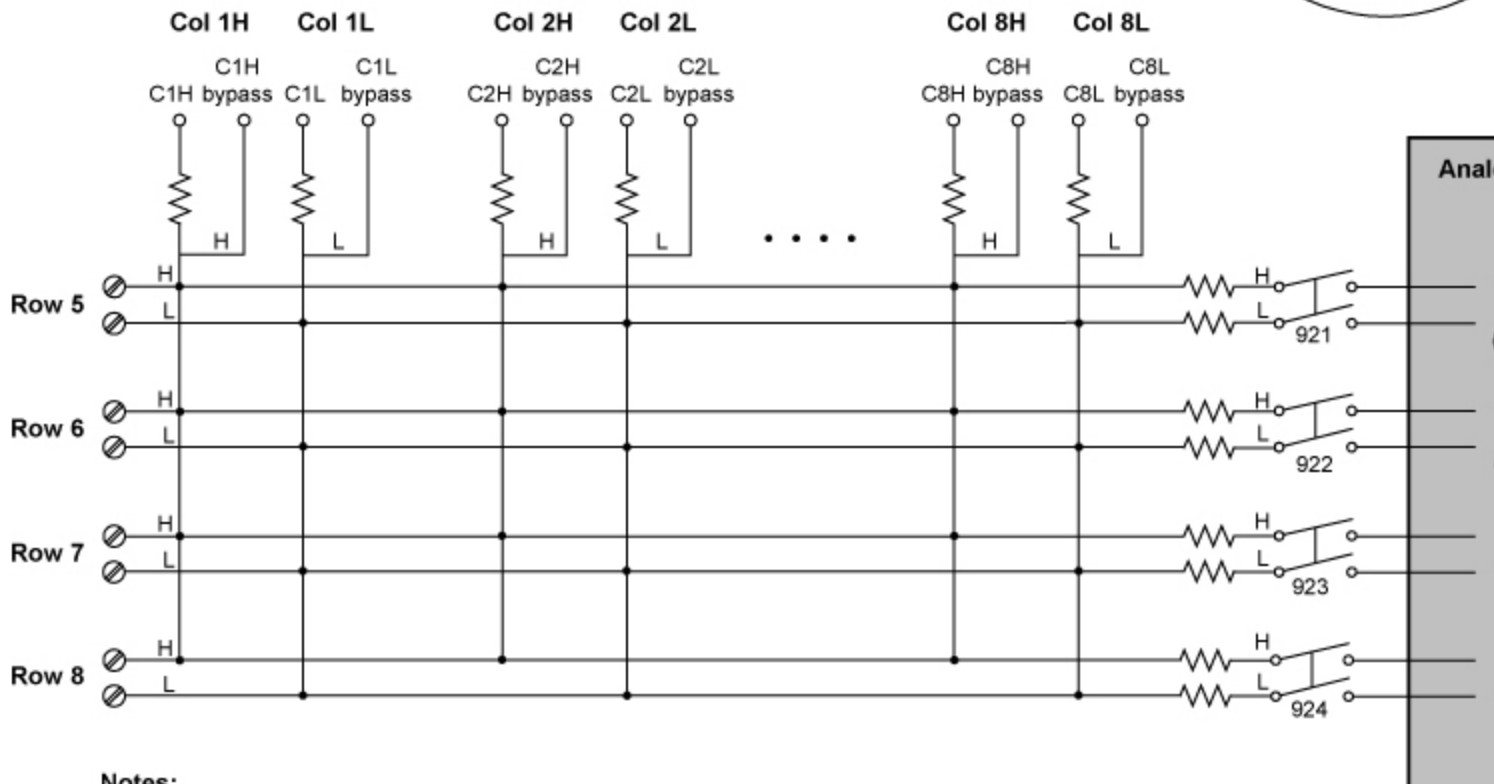 Col 1H Col 1L Col 2H Col 2L Col 8H Col 8L
C1H C1L C2H C2L C8H C8L
C1H bypass C1L bypass C2H bypass C2L bypass C8H bypass C8L bypass
Anal
H L H L H L
H H
Row 5
L L
921
H H
Row 6
L L
922
H H
Row 7
L L
923
H H
Row 8
L L
924
Notes: